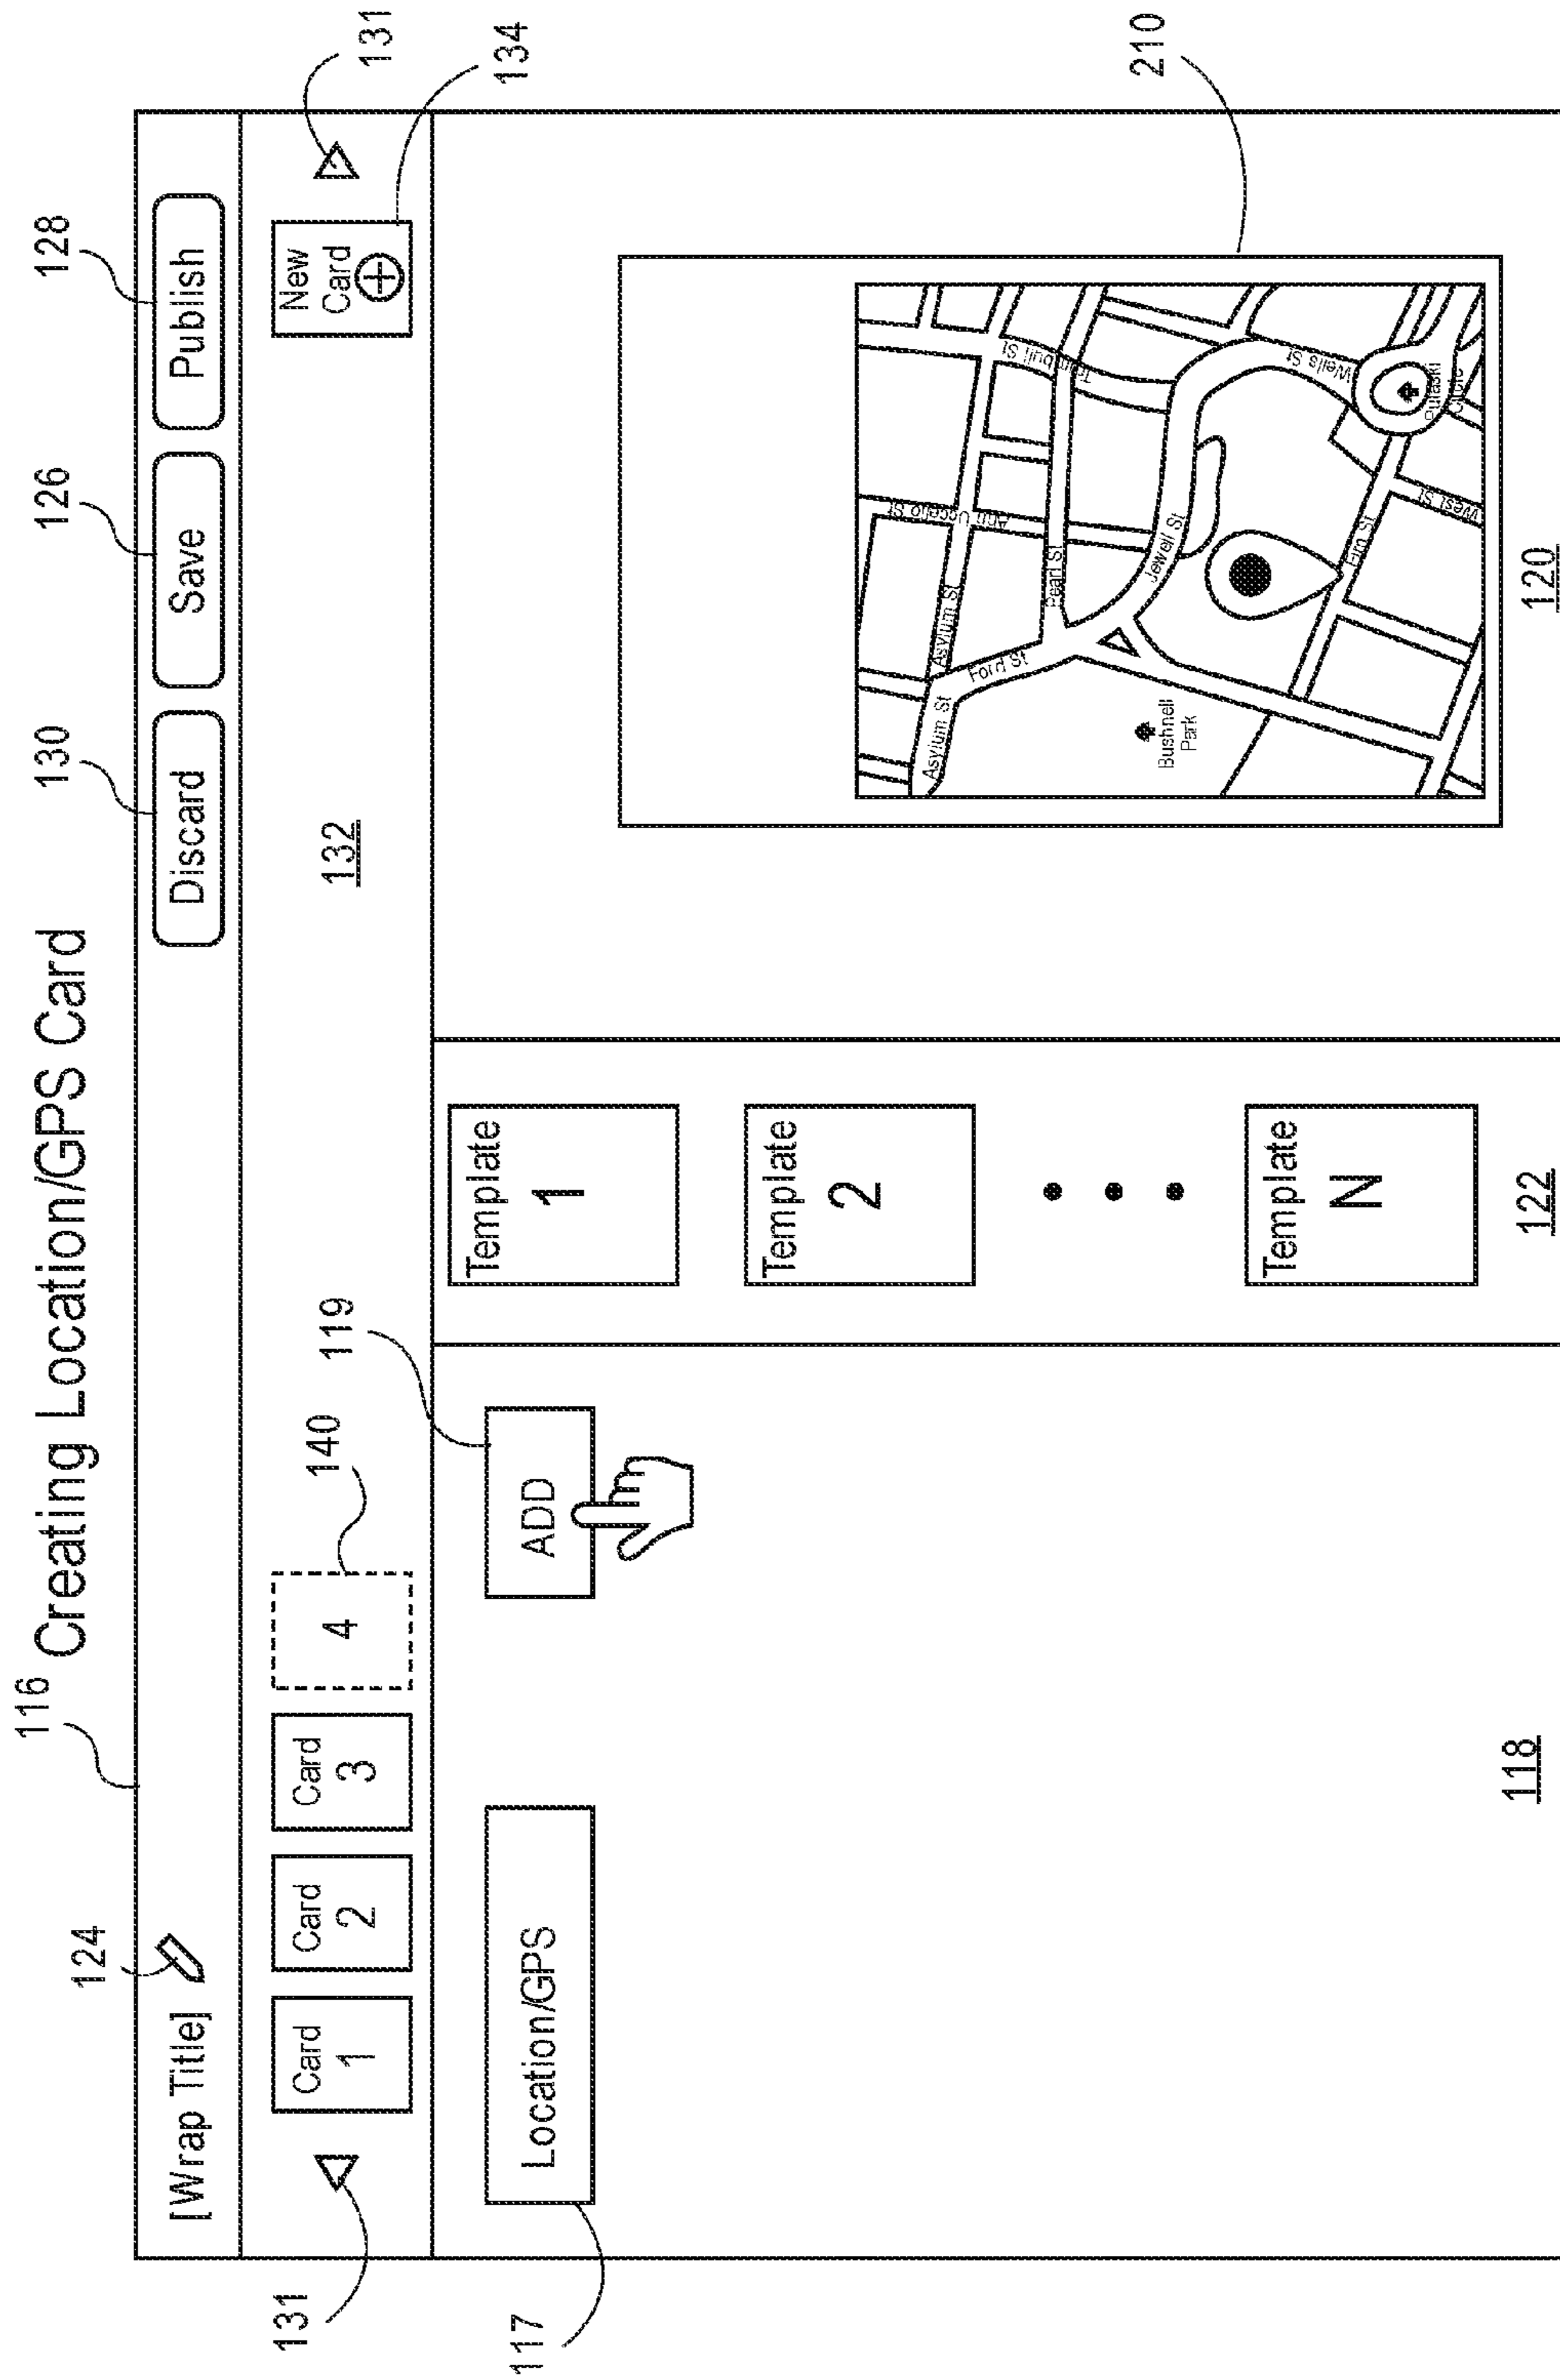 Creating Location/GPS Card
116
124
130
126
128
[Wrap Title]
Discard
Save
Publish
131
140
119
131
134
Card
1
Card
2
Card
3
4
132
New
Card
117
Location/GPS
ADD
Template
1
Template
2
Template
N
210
Asylum St
Asylum St
Ford St
Pearl St
Trumbull St
Jewell St
Wells St
Elm St
West St
Bushnell
Park
Pulaski
Circle
118
122
120